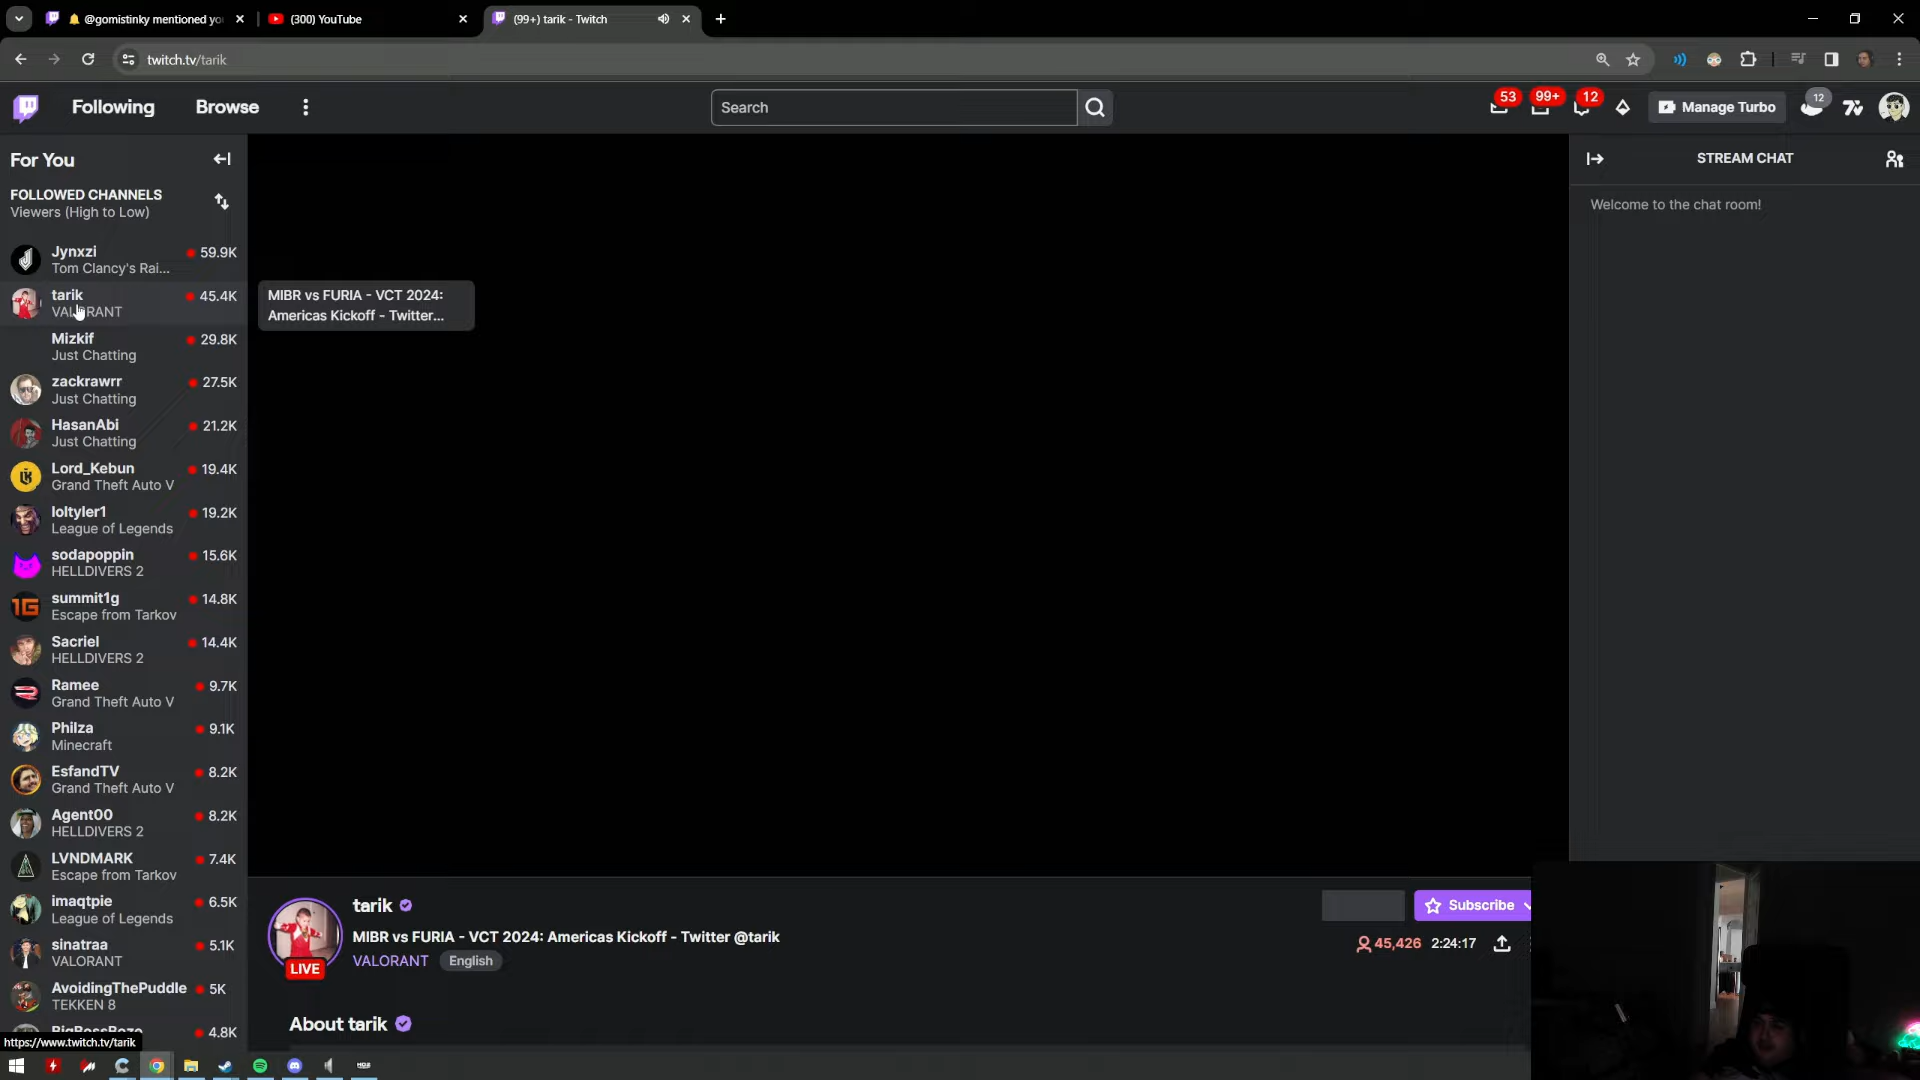 🔔 @gomistinky mentioned yo
(300) YouTube
(99+) tarik - Twitch
twitch.tv/tarik
Following
Browse
Search
53
99+
12
Manage Turbo
12
For You
FOLLOWED CHANNELS
Viewers (High to Low)
Jynxzi
59.9K
Tom Clancy's Rai...
tarik
45.4K
VALORANT
MIBR vs FURIA - VCT 2024:
Americas Kickoff - Twitter...
Mizkif
29.8K
Just Chatting
zackrawrr
27.5K
Just Chatting
HasanAbi
21.2K
Just Chatting
Lord_Kebun
19.4K
Grand Theft Auto V
loltyler1
19.2K
League of Legends
sodapoppin
15.6K
HELLDIVERS 2
summit1g
14.8K
Escape from Tarkov
Sacriel
14.4K
HELLDIVERS 2
Ramee
9.7K
Grand Theft Auto V
Philza
9.1K
Minecraft
EsfandTV
8.2K
Grand Theft Auto V
Agent00
8.2K
HELLDIVERS 2
LVNDMARK
7.4K
Escape from Tarkov
imaqtpie
6.5K
League of Legends
sinatraa
5.1K
VALORANT
AvoidingThePuddle
5K
TEKKEN 8
BigBossBoze
4.8K
https://www.twitch.tv/tarik
STREAM CHAT
Welcome to the chat room!
LIVE
tarik
MIBR vs FURIA - VCT 2024: Americas Kickoff - Twitter @tarik
VALORANT
English
Subscribe
45,426
2:24:17
About tarik
1G